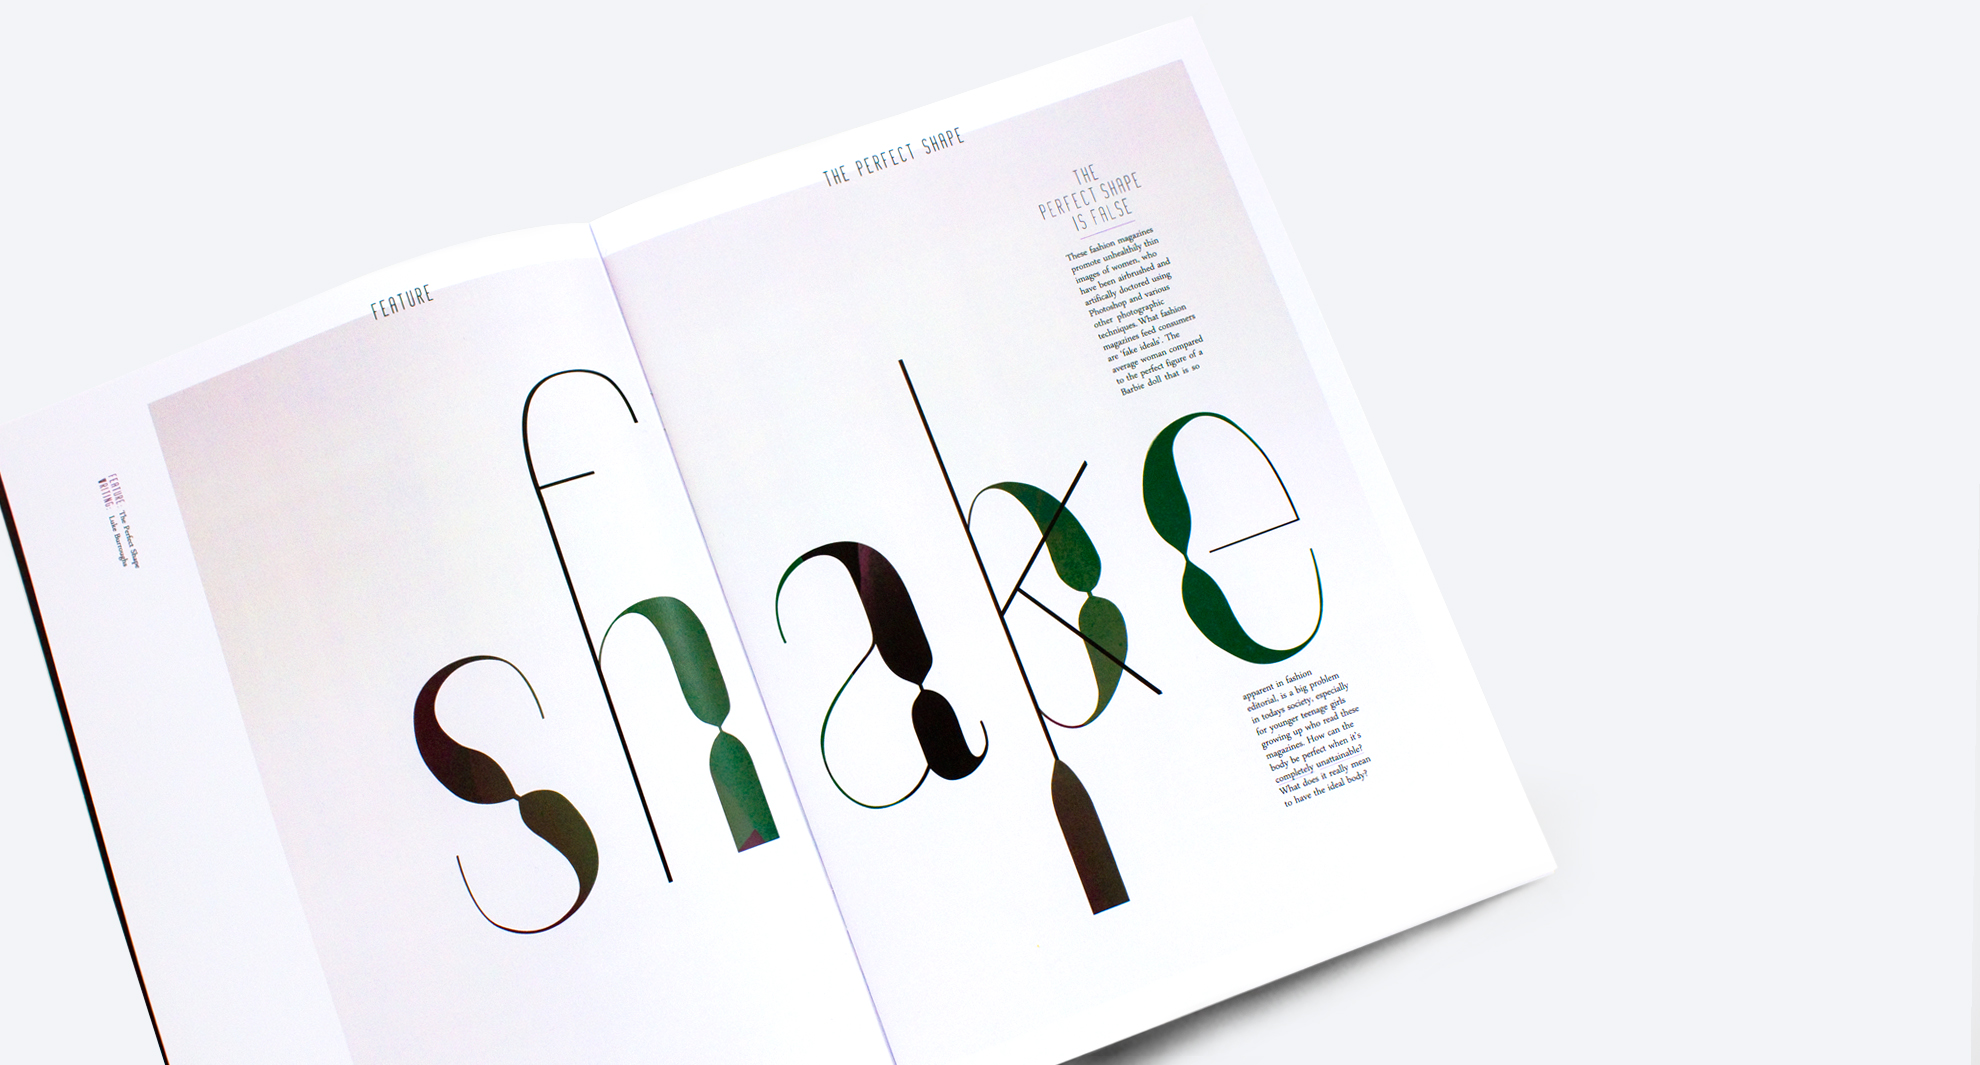 FEATURE
THE PERFECT SHAPE
FEATURE: The Perfect Shape
WRITING: Luke Burroughs
shape
fake
THE
PERFECT SHAPE
IS FALSE
These fashion magazines
promote unhealthily thin
images of women, who
have been airbrushed and
artifically doctored using
Photoshop and various
other photographic
techniques. What fashion
magazines feed consumers
are 'fake ideals'. The
average woman compared
to the perfect figure of a
Barbie doll that is so
apparent in fashion
editorial, is a big problem
in todays society, especially
for younger teenage girls
growing up who read these
magazines. How can the
body be perfect when it's
completely unattainable?
What does it really mean
to have the ideal body?